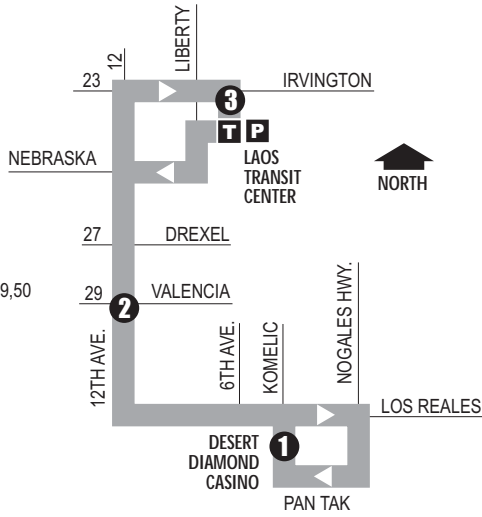 LIBERTY
12
23
IRVINGTON
3
T P
NEBRASKA
LAOS
TRANSIT
CENTER
NORTH
27
DREXEL
9,50
29
VALENCIA
2
12TH AVE.
6TH AVE.
KOMELIC
NOGALES HWY.
LOS REALES
DESERT
DIAMOND
CASINO
1
PAN TAK